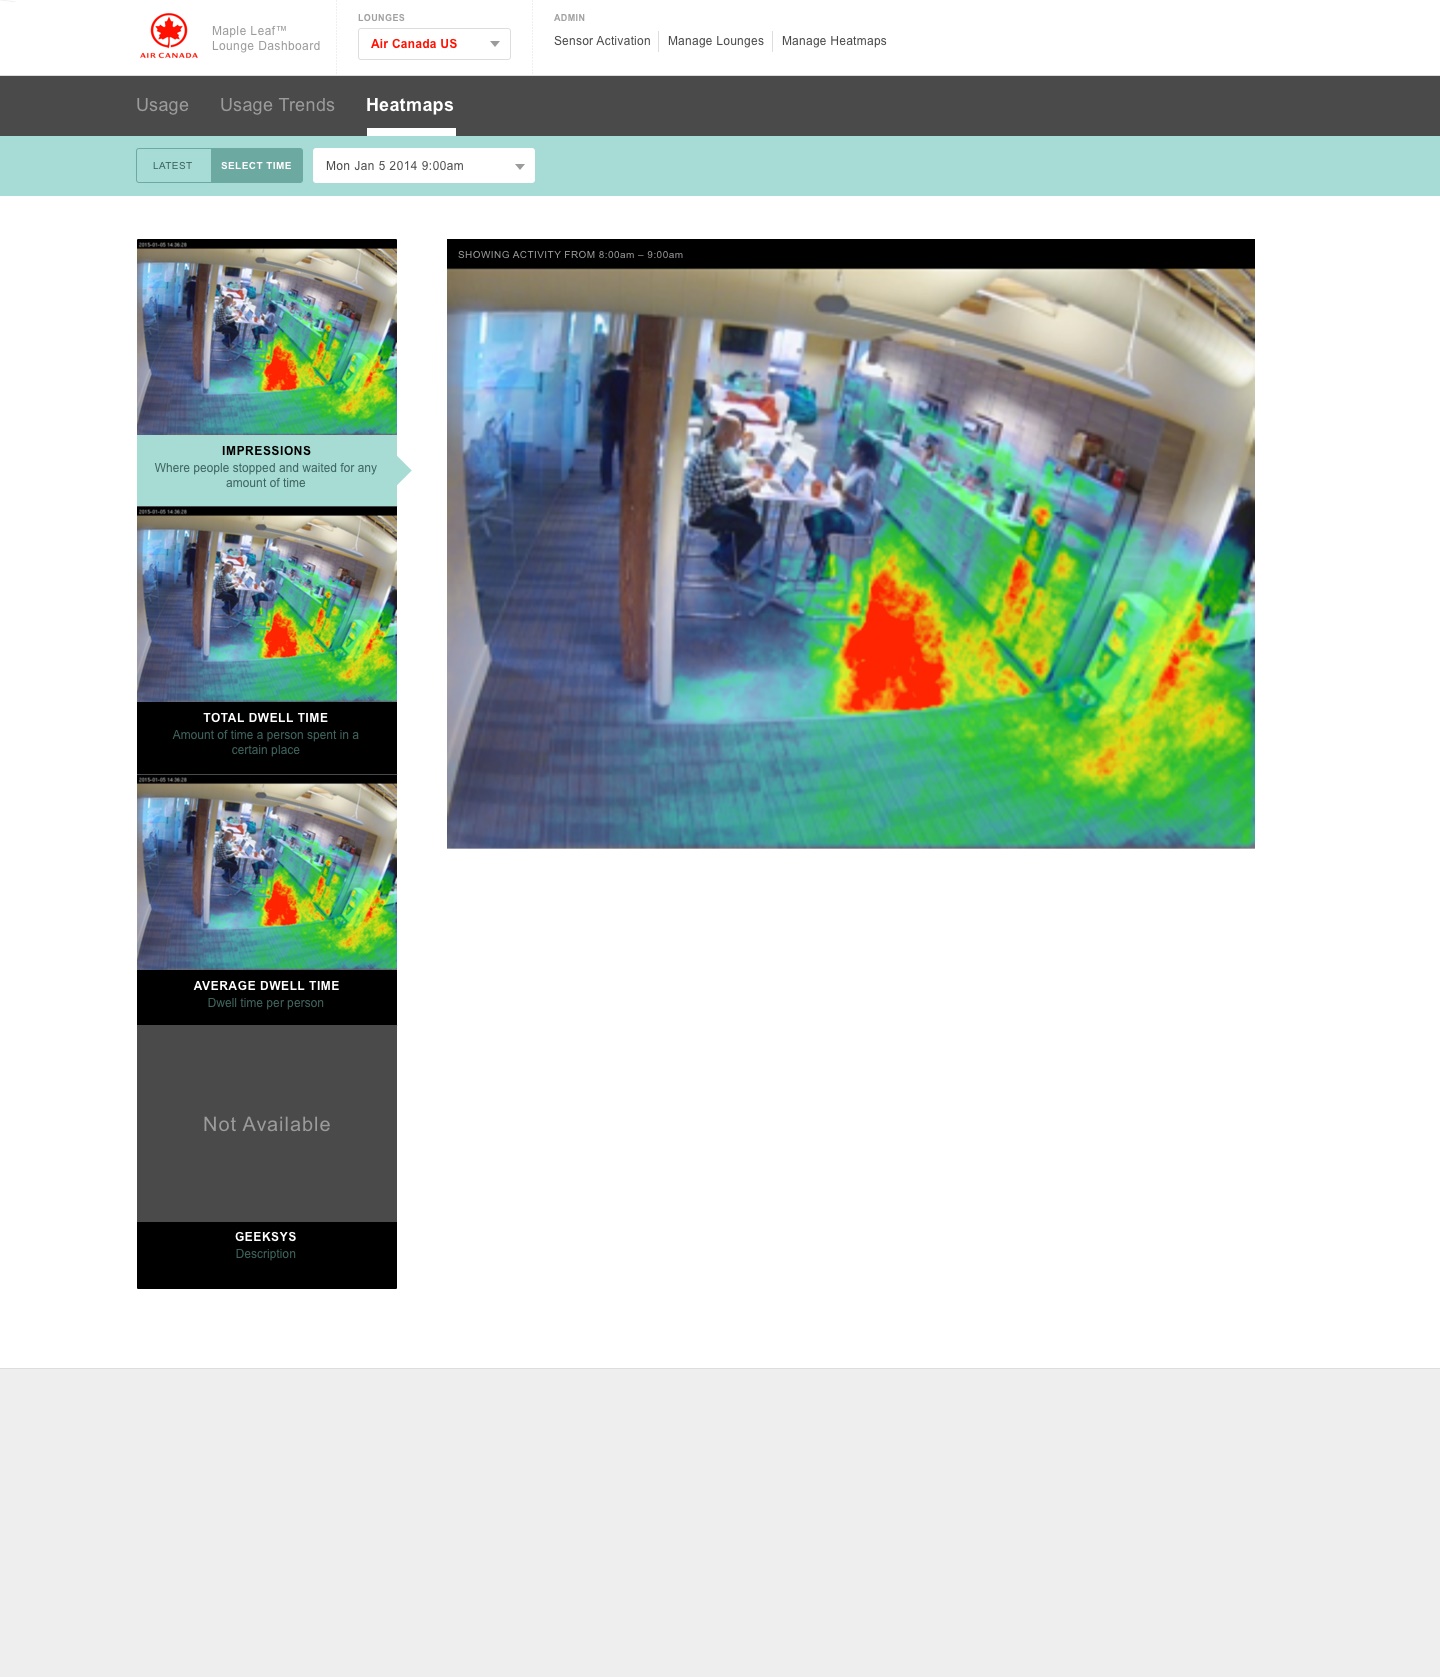 AIR CANADA
Maple Leaf™
Lounge Dashboard
LOUNGES
Air Canada US
ADMIN
Sensor Activation
Manage Lounges
Manage Heatmaps
Usage
Usage Trends
Heatmaps
LATEST
SELECT TIME
Mon Jan 5 2014 9:00am
2015-01-05 14:36:28
IMPRESSIONS
Where people stopped and waited for any
amount of time
2015-01-05 14:36:28
TOTAL DWELL TIME
Amount of time a person spent in a
certain place
2015-01-05 14:36:28
AVERAGE DWELL TIME
Dwell time per person
Not Available
GEEKSYS
Description
SHOWING ACTIVITY FROM 8:00am – 9:00am